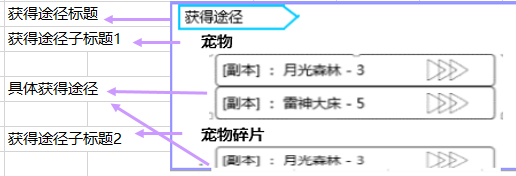 获得途径标题
获得途径子标题1
具体获得途径
获得途径子标题2
获得途径
宠物
[副本] ： 月光森林 - 3
[副本] ： 雷神大床 - 5
宠物碎片
[副本] ： 月光森林 - 3